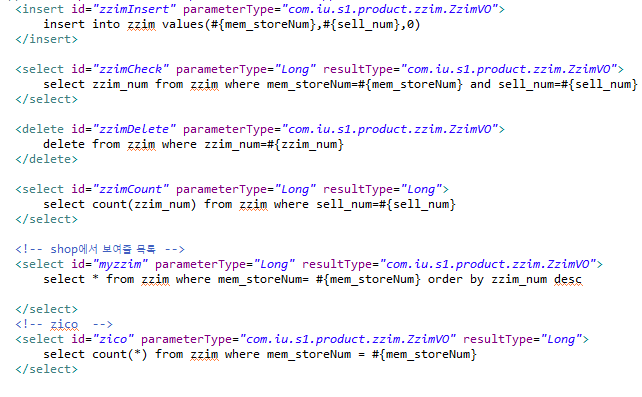 <insert id="zzimInsert" parameterType="com.iu.s1.product.zzim.ZzimVO">
insert into zzim values(#{mem_storeNum},#{sell_num},0)
</insert>
<select id="zzimCheck" parameterType="Long" resultType="com.iu.s1.product.zzim.ZzimVO">
select zzim_num from zzim where mem_storeNum=#{mem_storeNum} and sell_num=#{sell_num}
</select>
<delete id="zzimDelete" parameterType="com.iu.s1.product.zzim.ZzimVO">
delete from zzim where zzim_num=#{zzim_num}
</delete>
<select id="zzimCount" parameterType="Long" resultType="Long">
select count(zzim_num) from zzim where sell_num=#{sell_num}
</select>
<!-- shop에서 보여줄 목록 -->
<select id="myzzim" parameterType="Long" resultType="com.iu.s1.product.zzim.ZzimVO">
select * from zzim where mem_storeNum= #{mem_storeNum} order by zzim_num desc
</select>
<!-- zico -->
<select id="zico" parameterType="com.iu.s1.product.zzim.ZzimVO" resultType="Long">
select count(*) from zzim where mem_storeNum = #{mem_storeNum}
</select>